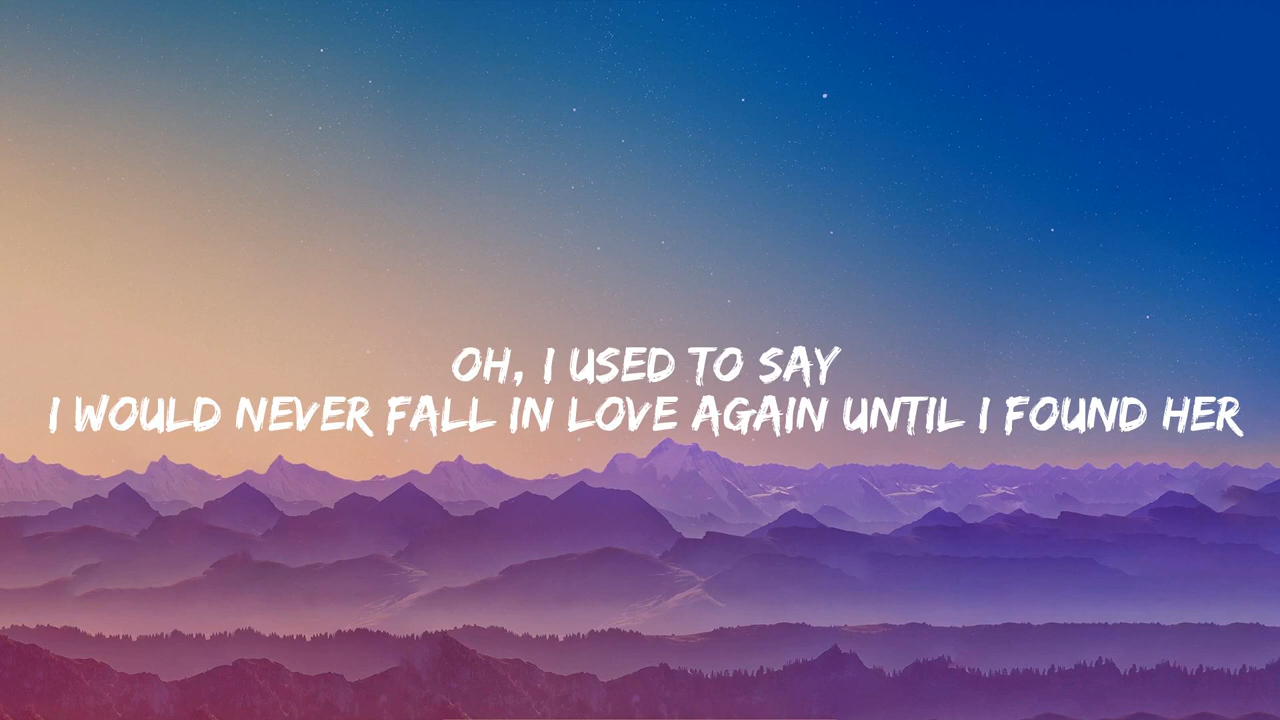 OH, I USED TO SAY
I WOULD NEVER FALL IN LOVE AGAIN UNTIL I FOUND HER